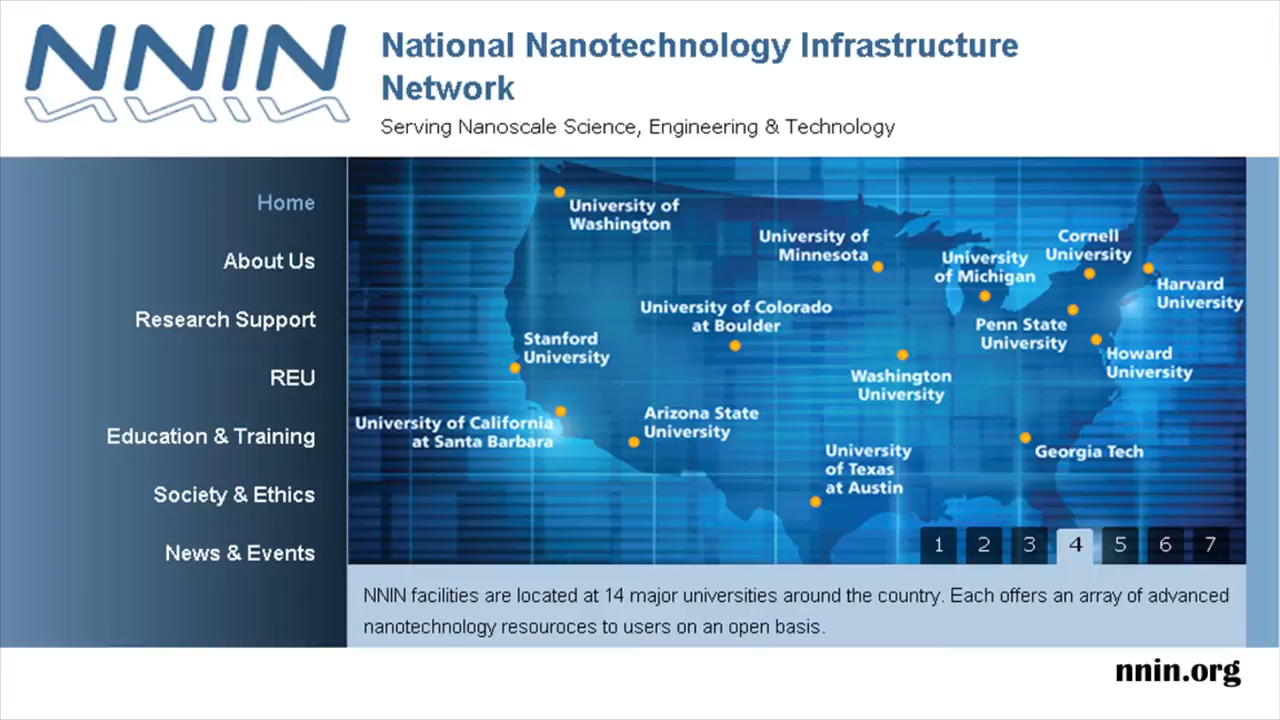 NNIN
National Nanotechnology Infrastructure
Network
Serving Nanoscale Science, Engineering & Technology
Home
About Us
Research Support
REU
Education & Training
Society & Ethics
News & Events
University of
Washington
University of
Minnesota
University
of Michigan
Cornell
University
Harvard
University
University of Colorado
at Boulder
Penn State
University
Stanford
University
Howard
University
Washington
University
University of California
at Santa Barbara
Arizona State
University
University
of Texas
at Austin
Georgia Tech
1 2 3 4 5 6 7
NNIN facilities are located at 14 major universities around the country. Each offers an array of advanced
nanotechnology resouroces to users on an open basis.
nnin.org